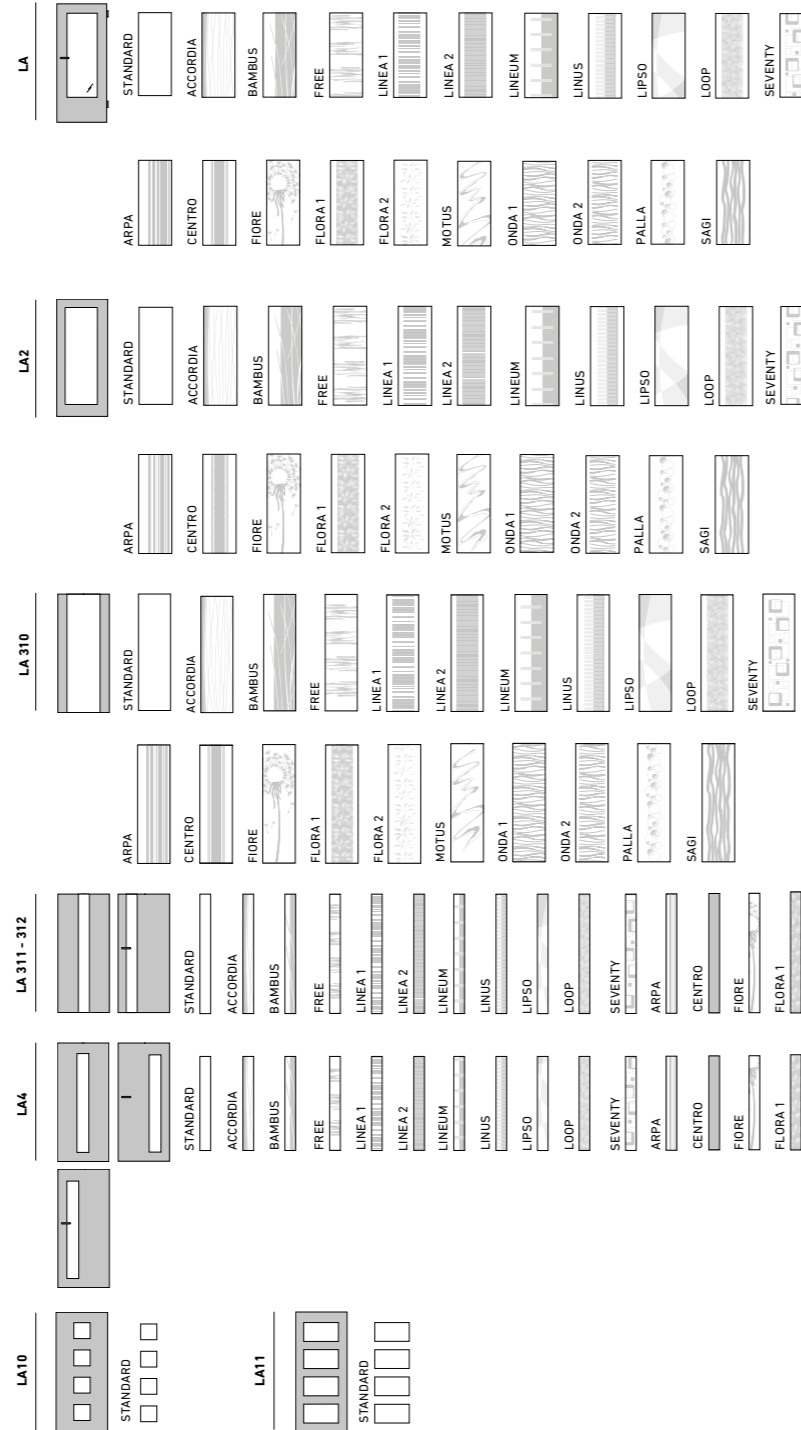 LA10
STANDARD
LA11
STANDARD
LA4
STANDARD
ACCORDIA
BAMBUS
FREE
LINEA 1
LINEA 2
LINEUM
LINUS
LIPSO
LOOP
SEVENTY
ARPA
CENTRO
FIORE
FLORA 1
LA 311 - 312
STANDARD
ACCORDIA
BAMBUS
FREE
LINEA 1
LINEA 2
LINEUM
LINUS
LIPSO
LOOP
SEVENTY
ARPA
CENTRO
FIORE
FLORA 1
LA 310
ARPA
CENTRO
FIORE
FLORA 1
FLORA 2
MOTUS
ONDA 1
ONDA 2
PALLA
SAGI
STANDARD
ACCORDIA
BAMBUS
FREE
LINEA 1
LINEA 2
LINEUM
LINUS
LIPSO
LOOP
SEVENTY
LA2
ARPA
CENTRO
FIORE
FLORA 1
FLORA 2
MOTUS
ONDA 1
ONDA 2
PALLA
SAGI
STANDARD
ACCORDIA
BAMBUS
FREE
LINEA 1
LINEA 2
LINEUM
LINUS
LIPSO
LOOP
SEVENTY
LA
ARPA
CENTRO
FIORE
FLORA 1
FLORA 2
MOTUS
ONDA 1
ONDA 2
PALLA
SAGI
STANDARD
ACCORDIA
BAMBUS
FREE
LINEA 1
LINEA 2
LINEUM
LINUS
LIPSO
LOOP
SEVENTY